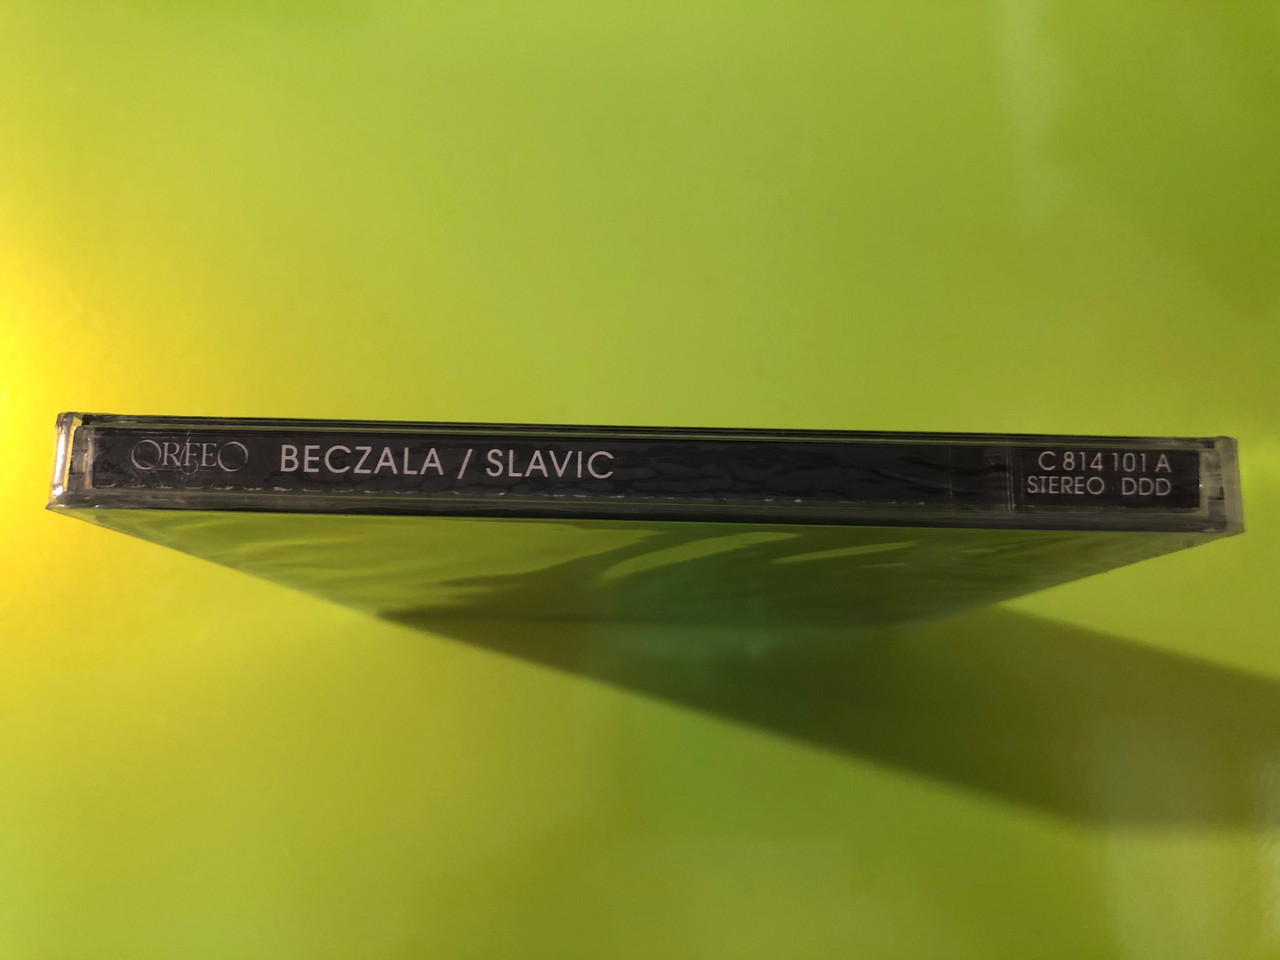 ORFEO
BECZALA / SLAVIC
C 814 101 A
STEREO DDD